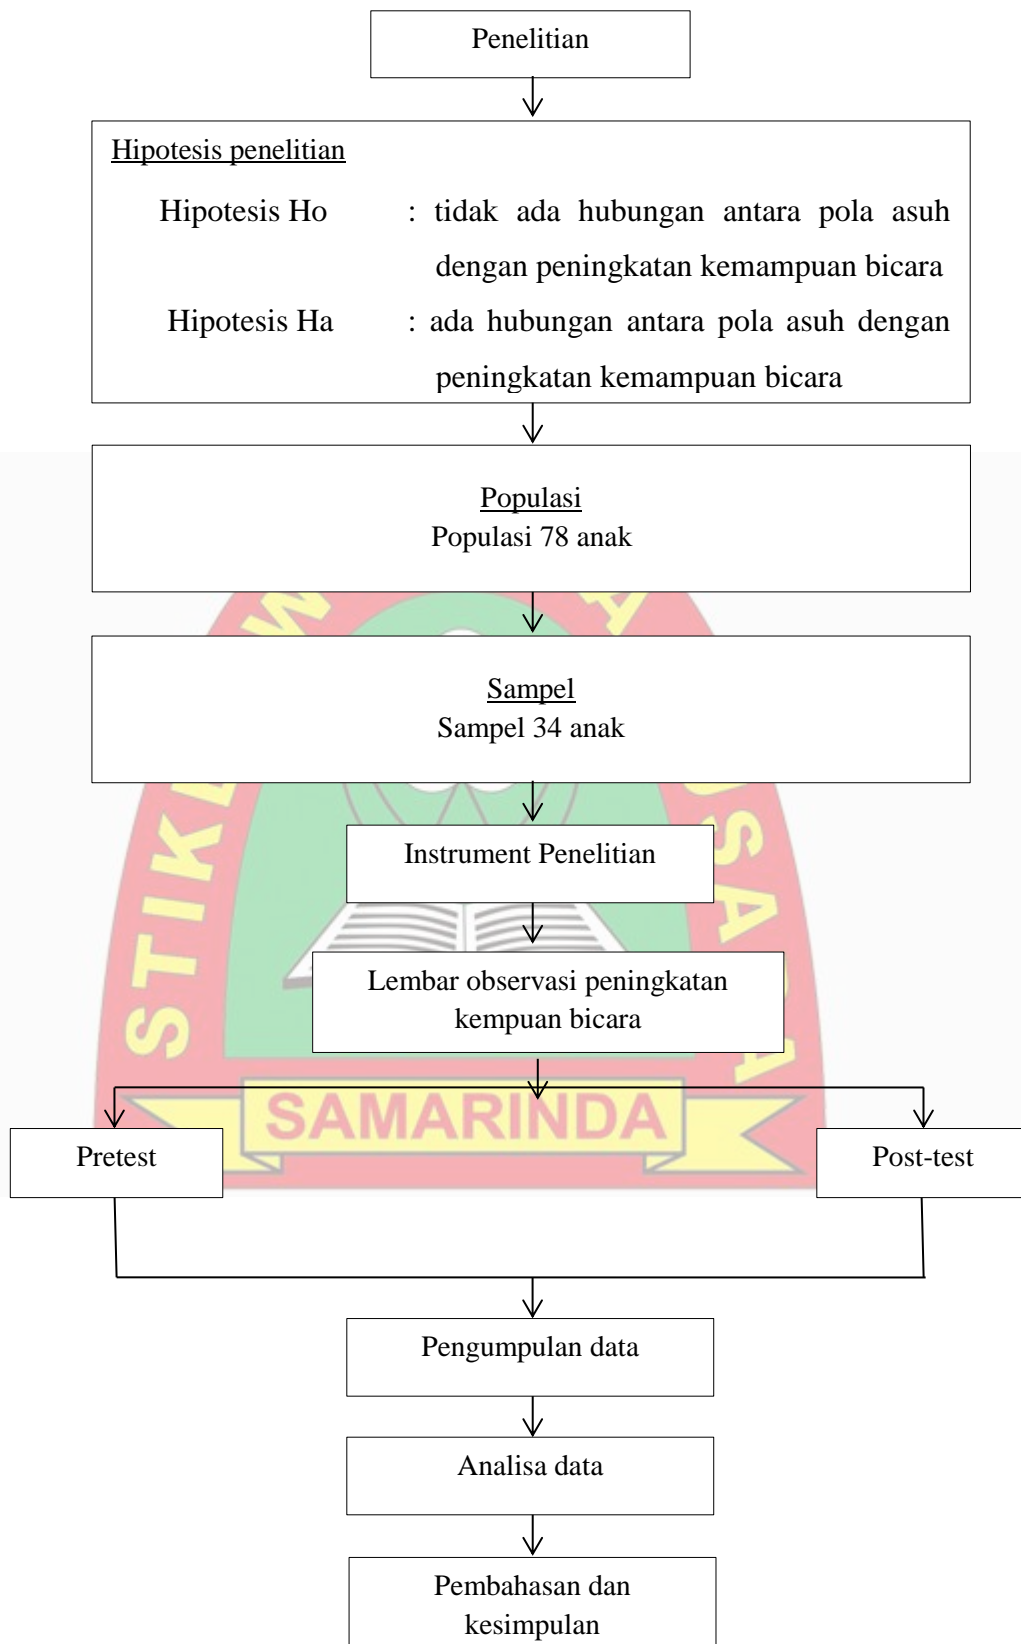 Penelitian
Hipotesis penelitian
Hipotesis Ho : tidak ada hubungan antara pola asuh
dengan peningkatan kemampuan bicara
Hipotesis Ha : ada hubungan antara pola asuh dengan
peningkatan kemampuan bicara
Populasi
Populasi 78 anak
Sampel
Sampel 34 anak
Instrument Penelitian
Lembar observasi peningkatan
kempuan bicara
STIK
SAMARINDA
Pretest
Post-test
Pengumpulan data
Analisa data
Pembahasan dan
kesimpulan